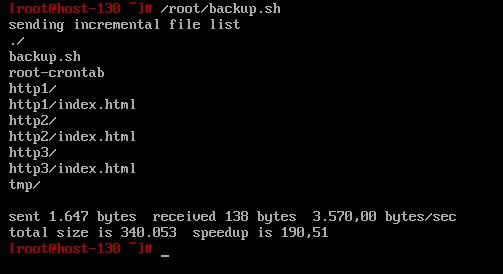 [root@host-130 ~]# /root/backup.sh
sending incremental file list
./
backup.sh
root-crontab
http1/
http1/index.html
http2/
http2/index.html
http3/
http3/index.html
tmp/
sent 1.647 bytes  received 138 bytes  3.570,00 bytes/sec
total size is 340.053  speedup is 190,51
[root@host-130 ~]# _